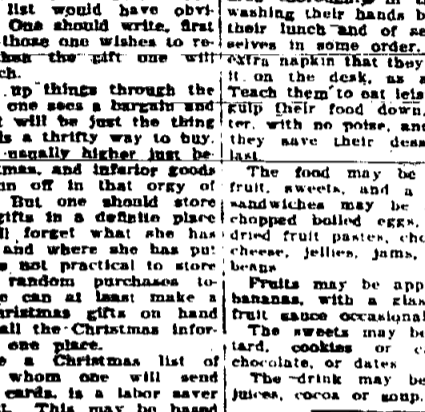 list would have obvi-
One should write, first
those one wishes to re-
the gift one will
ch.
up things through the
one sees a bargain and
t will be just the thing
is a thrifty way to buy.
usually higher just be-
tmas, and inferior goods
n off in that orgy of
But one should store
gifts in a definite place
ll forget what she has
and where she has put
s not practical to store
random purchases to-
e can at least make a
hristmas gifts on hand
all the Christmas infor-
one place.
e a Christmas list of
whom one will send
cards, is a labor saver
t. This may be based
washing their hands b
their lunch and of se
selves in some order.
extra napkin that they
it on the desk, as a
Teach them to eat leis
gulp their food down,
ter, with no poise, and
they save their dess
last.
The food may be
fruit, sweets, and a
sandwiches may be
chopped boiled eggs,
dried fruit pastes, cho
cheese, jellies, jams,
beans
Fruits may be app
bananas, with a glas
fruit sauce occasional
The sweets may be
tard, cookies or c
chocolate, or dates
The drink may be
juices, cocoa or soup.